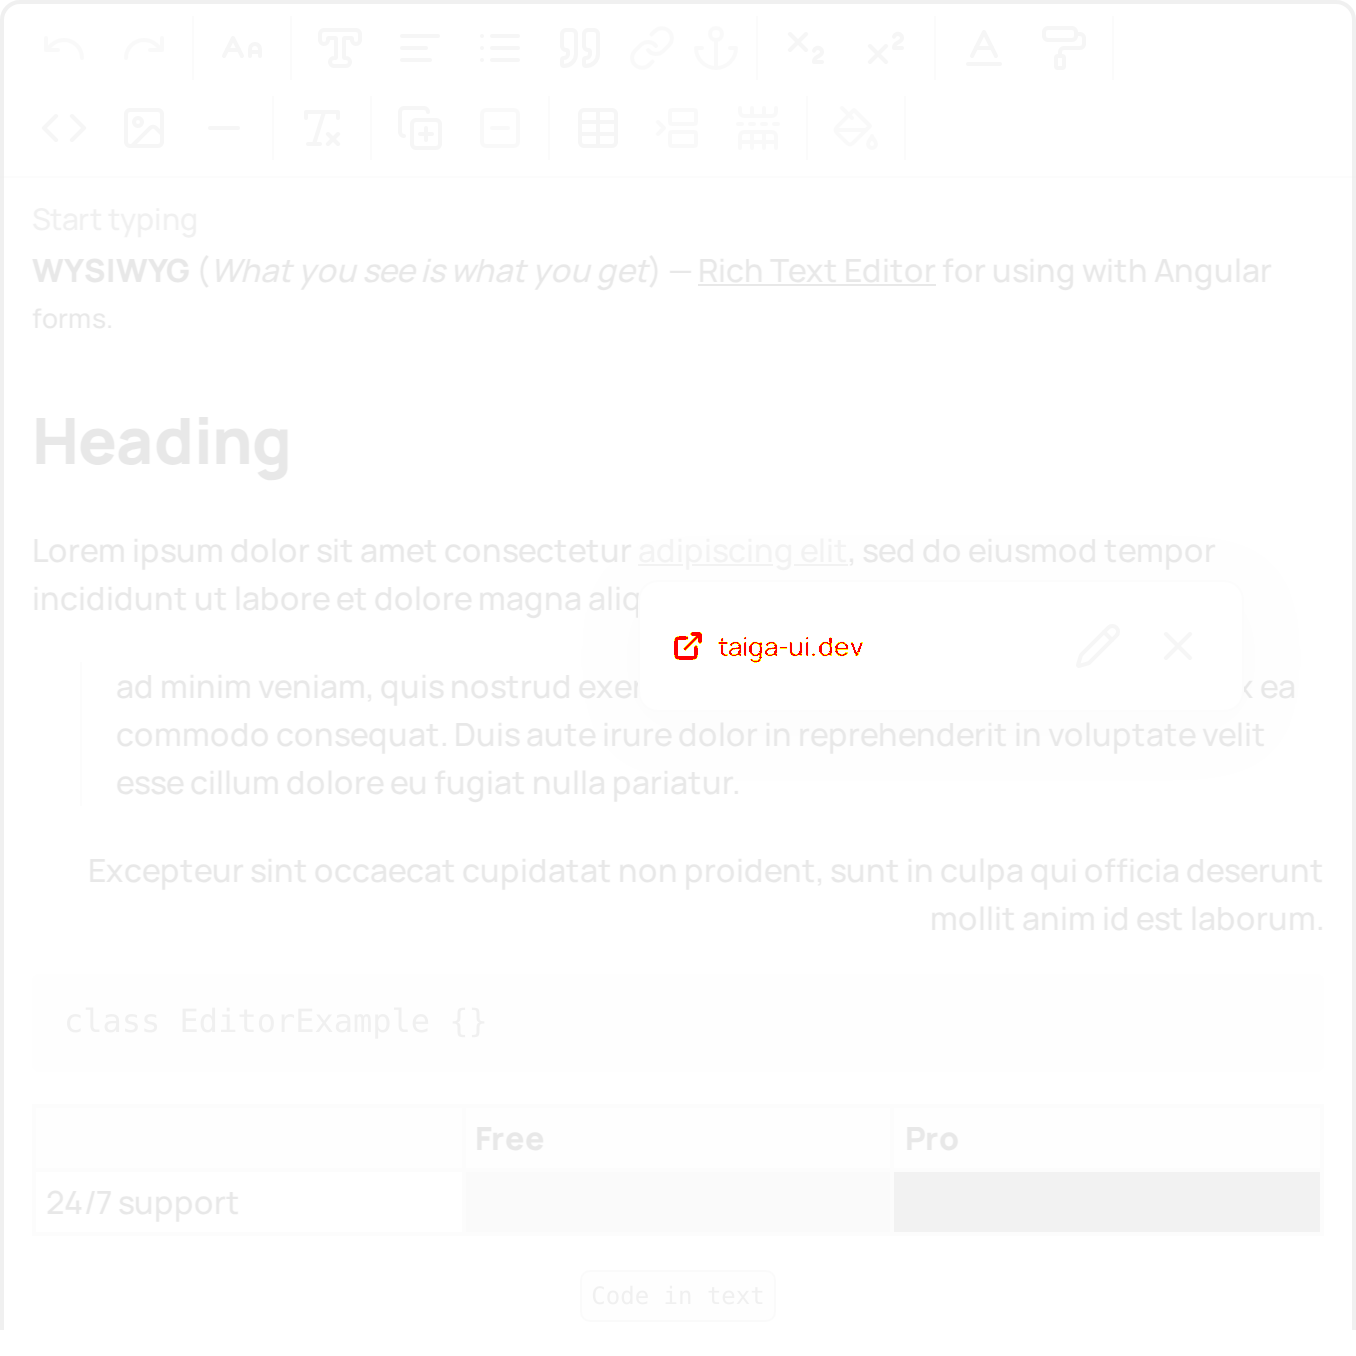 Start typing
WYSIWYG (What you see is what you get) — Rich Text Editor for using with Angular
forms.
Heading
Lorem ipsum dolor sit amet consectetur adipiscing elit, sed do eiusmod tempor
incididunt ut labore et dolore magna
taiga-ui.dev
ad minim veniam, quis nostrud ea
commodo consequat. Duis aute irure dolor in reprehenderit in voluptate velit
esse cillum dolore eu fugiat nulla pariatur.
Excepteur sint occaecat cupidatat non proident, sunt in culpa qui officia deserunt
mollit anim id est laborum.
class EditorExample {}
Free Pro
24/7 support
Code in text